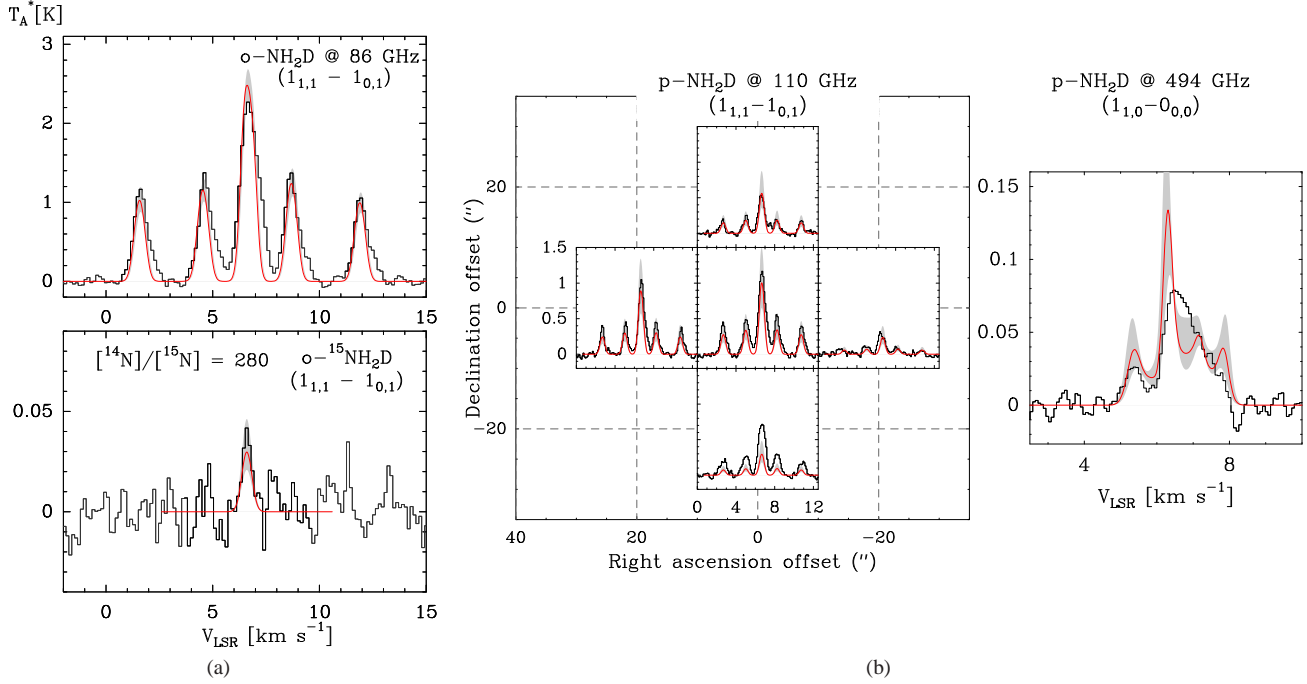 T_A^* [K]
o-NH₂D @ 86 GHz
(1₁,₁ - 1₀,₁)
3
2
1
0
0 5 10 15
[¹⁴N]/[¹⁵N] = 280
o-¹⁵NH₂D
(1₁,₁ - 1₀,₁)
0.05
0
0 5 10 15
V_LSR [km s⁻¹]
(a)
p-NH₂D @ 110 GHz
(1₁,₁-1₀,₁)
Declination offset (″)
20
0
-20
1.5
1
0.5
0
0 4 8 12
40 20 0 -20
Right ascension offset (″)
p-NH₂D @ 494 GHz
(1₁,₀-0₀,₀)
0.15
0.10
0.05
0
4 8
V_LSR [km s⁻¹]
(b)